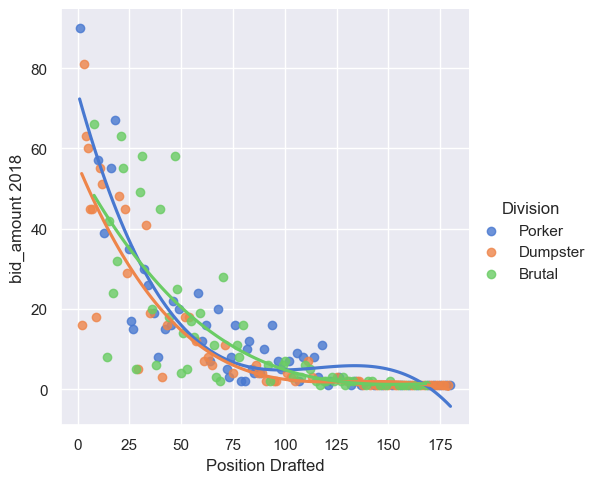 80
60
40
20
0
bid_amount 2018
0 25 50 75 100 125 150 175
Position Drafted
Division
Porker
Dumpster
Brutal